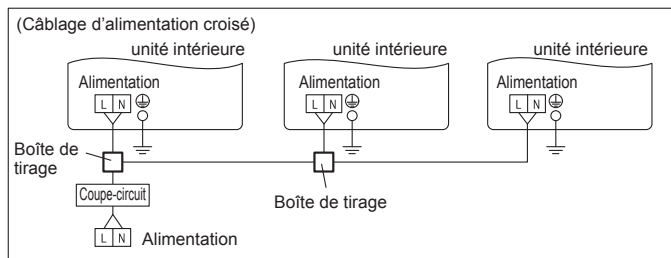 (Câblage d'alimentation croisé)
unité intérieure unité intérieure unité intérieure
Alimentation Alimentation Alimentation
L N L N L N
Boîte de
tirage
Coupe-circuit
Boîte de tirage
L N Alimentation